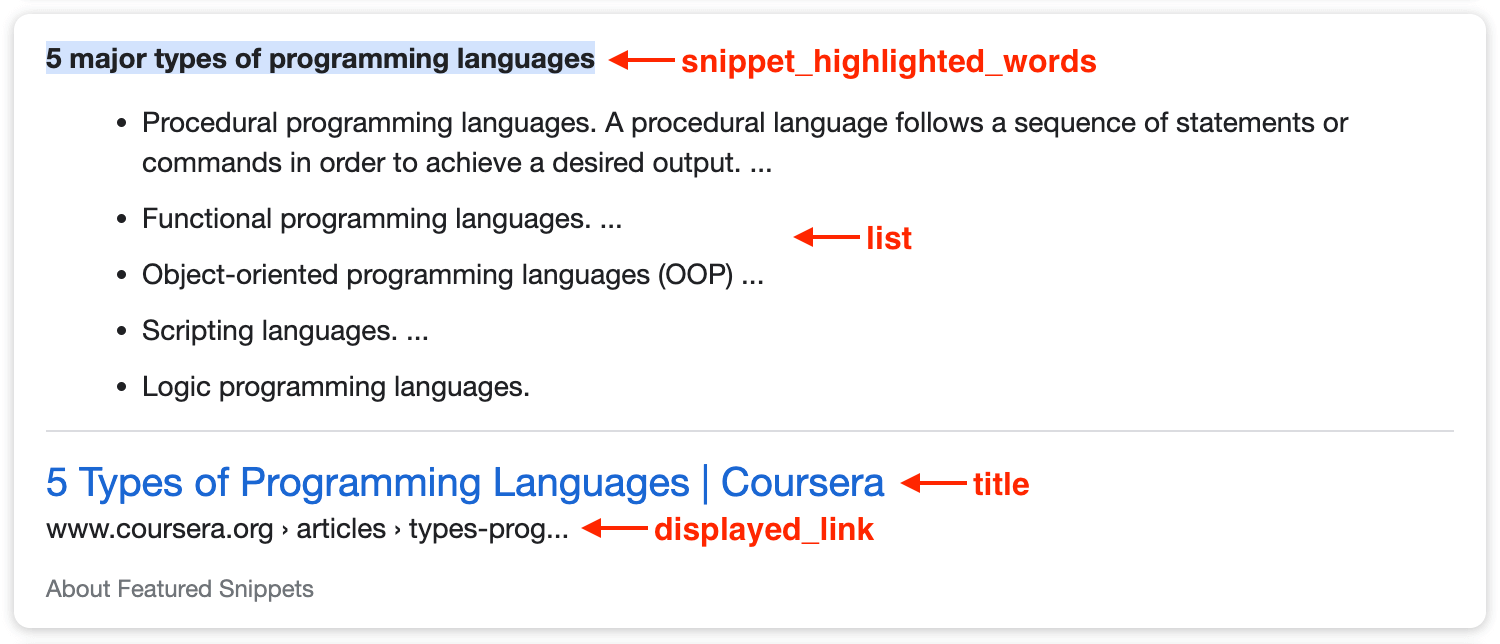 5 major types of programming languages snippet_highlighted_words
• Procedural programming languages. A procedural language follows a sequence of statements or
commands in order to achieve a desired output. ...
• Functional programming languages. ...
list
• Object-oriented programming languages (OOP) ...
• Scripting languages. ...
• Logic programming languages.
5 Types of Programming Languages | Coursera title
www.coursera.org › articles › types-prog... displayed_link
About Featured Snippets